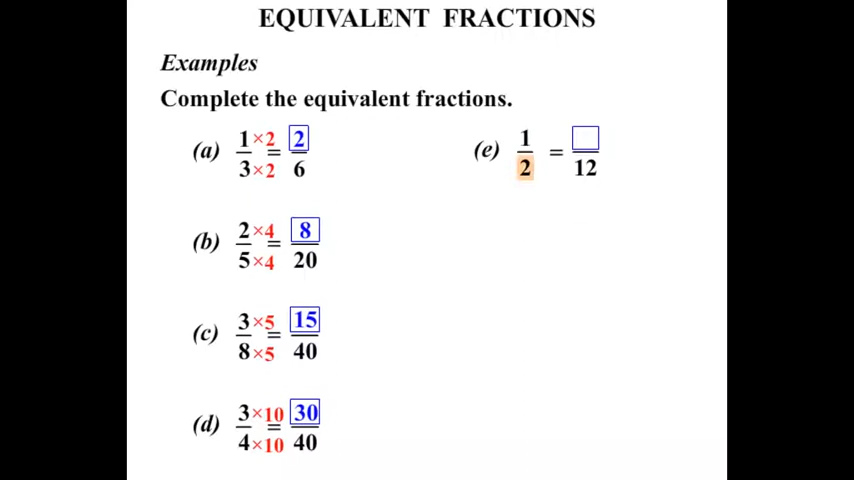 EQUIVALENT FRACTIONS
Examples
Complete the equivalent fractions.
(a) 1×2/3×2 = 2/6
(b) 2×4/5×4 = 8/20
(c) 3×5/8×5 = 15/40
(d) 3×10/4×10 = 30/40
(e) 1/2 = /12